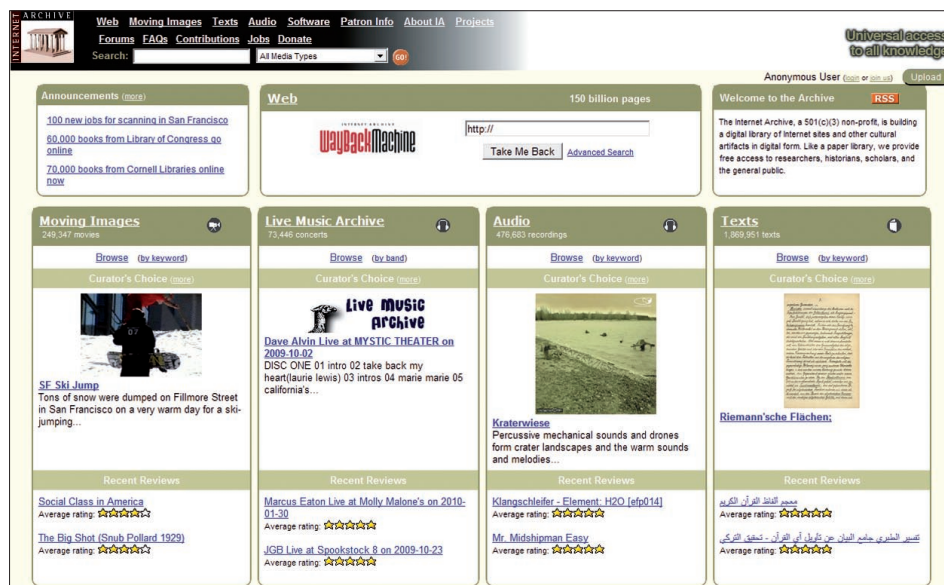 INTERNET ARCHIVE
Web Moving Images Texts Audio Software Patron Info About IA Projects
Forums FAQs Contributions Jobs Donate
Search: All Media Types GO!
Universal access
to all knowledge
Anonymous User (login or join us) Upload
Announcements (more)
100 new jobs for scanning in San Francisco
60,000 books from Library of Congress go
online
70,000 books from Cornell Libraries online
now
Web 150 billion pages
INTERNET ARCHIVE
WayBackMachine
http://
Take Me Back Advanced Search
Welcome to the Archive RSS
The Internet Archive, a 501(c)(3) non-profit, is building
a digital library of Internet sites and other cultural
artifacts in digital form. Like a paper library, we provide
free access to researchers, historians, scholars, and
the general public.
Moving Images
249,347 movies
Browse (by keyword)
Curator's Choice (more)
07
SF Ski Jump
Tons of snow were dumped on Fillmore Street
in San Francisco on a very warm day for a ski-
jumping...
Recent Reviews
Social Class in America
Average rating:
The Big Shot (Snub Pollard 1929)
Average rating:
Live Music Archive
73,446 concerts
Browse (by band)
Curator's Choice (more)
Live Music
Archive
Dave Alvin Live at MYSTIC THEATER on
2009-10-02
DISC ONE 01 intro 02 take back my
heart(laurie lewis) 03 intros 04 marie marie 05
california's...
Recent Reviews
Marcus Eaton Live at Molly Malone's on 2010-
01-30
Average rating:
JGB Live at Spookstock 8 on 2009-10-23
Average rating:
Audio
476,683 recordings
Browse (by keyword)
Curator's Choice (more)
Kraterwiese
Percussive mechanical sounds and drones
form crater landscapes and the warm sounds
and melodies...
Recent Reviews
Klangschleifer - Element: H2O [efp014]
Average rating:
Mr. Midshipman Easy
Average rating:
Texts
1,869,951 texts
Browse (by keyword)
Curator's Choice (more)
Riemann'sche Flächen;
Recent Reviews
معجم ألفاظ القرآن الكريم
Average rating:
تفسير الطبري جامع البيان عن تأويل آي القرآن - تحقيق التركي
Average rating: